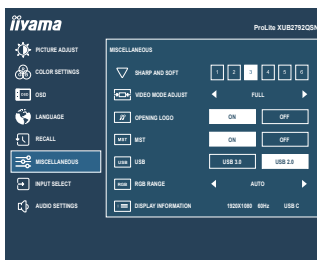 iiyama
ProLite XUB2792QSN
PICTURE ADJUST
COLOR SETTINGS
OSD OSD
LANGUAGE
RECALL
MISCELLANEOUS
INPUT SELECT
AUDIO SETTINGS
MISCELLANEOUS
SHARP AND SOFT 1 2 3 4 5 6
VIDEO MODE ADJUST FULL
OPENING LOGO ON OFF
MST MST ON OFF
USB USB USB 3.0 USB 2.0
RGB RGB RANGE AUTO
DISPLAY INFORMATION 1920X1080 60Hz USB C